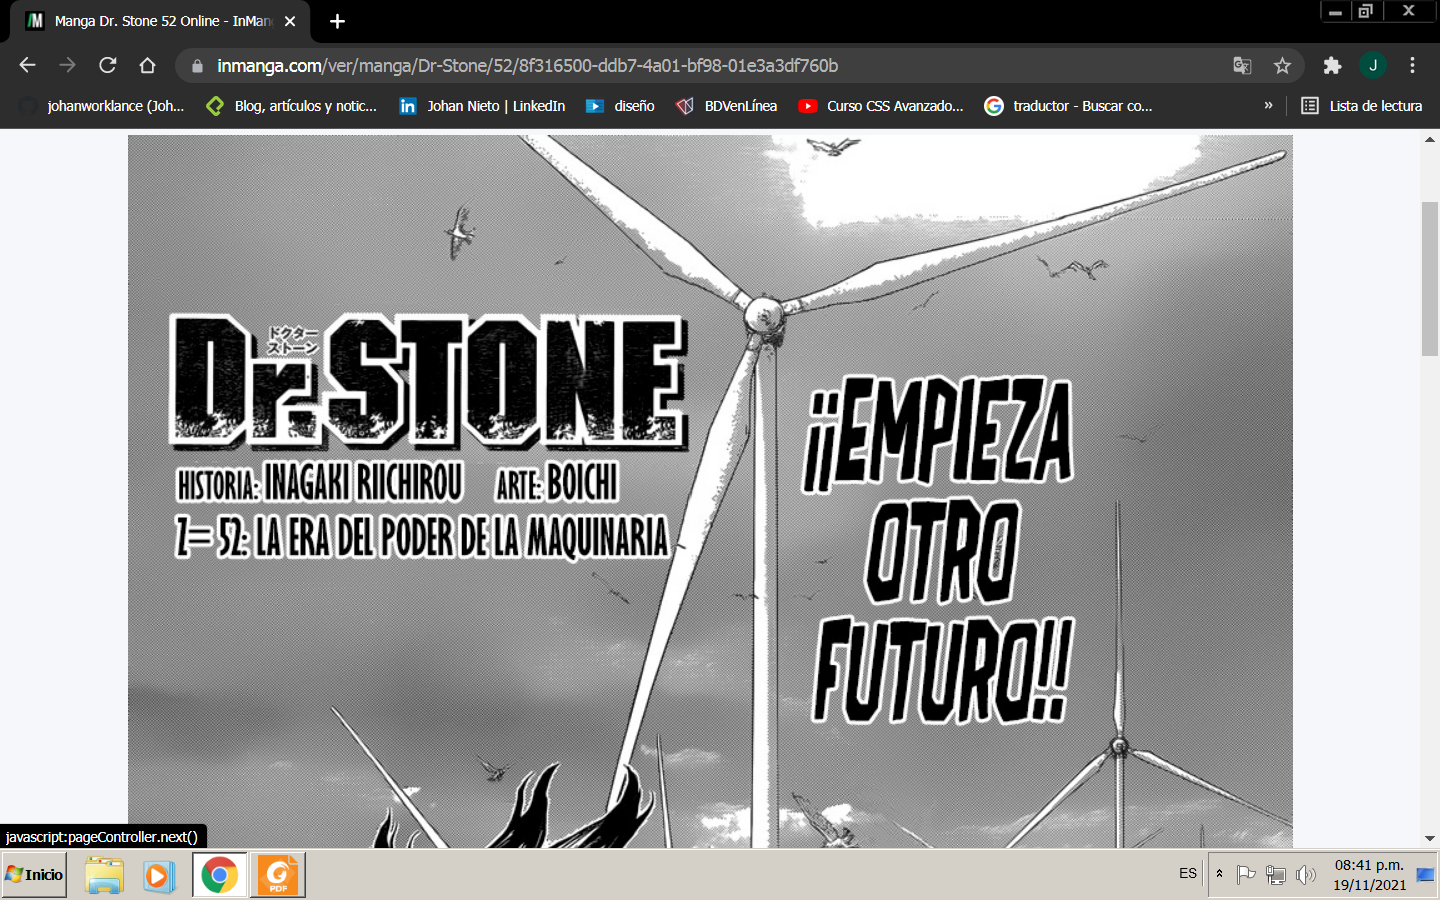 Manga Dr. Stone 52 Online - InMan
inmanga.com/ver/manga/Dr-Stone/52/8f316500-ddb7-4a01-bf98-01e3a3df760b
J
johanworklance (Joh...
Blog, artículos y notic...
Johan Nieto | LinkedIn
diseño
BDVenLínea
Curso CSS Avanzado...
traductor - Buscar co...
»
Lista de lectura
ドクター
ストーン
Dr.STONE
HISTORIA: INAGAKI RIICHIROU ARTE: BOICHI
Z= 52: LA ERA DEL PODER DE LA MAQUINARIA
¡¡EMPIEZA
OTRO
FUTURO!!
javascript:pageController.next()
Inicio
PDF
ES
08:41 p.m.
19/11/2021